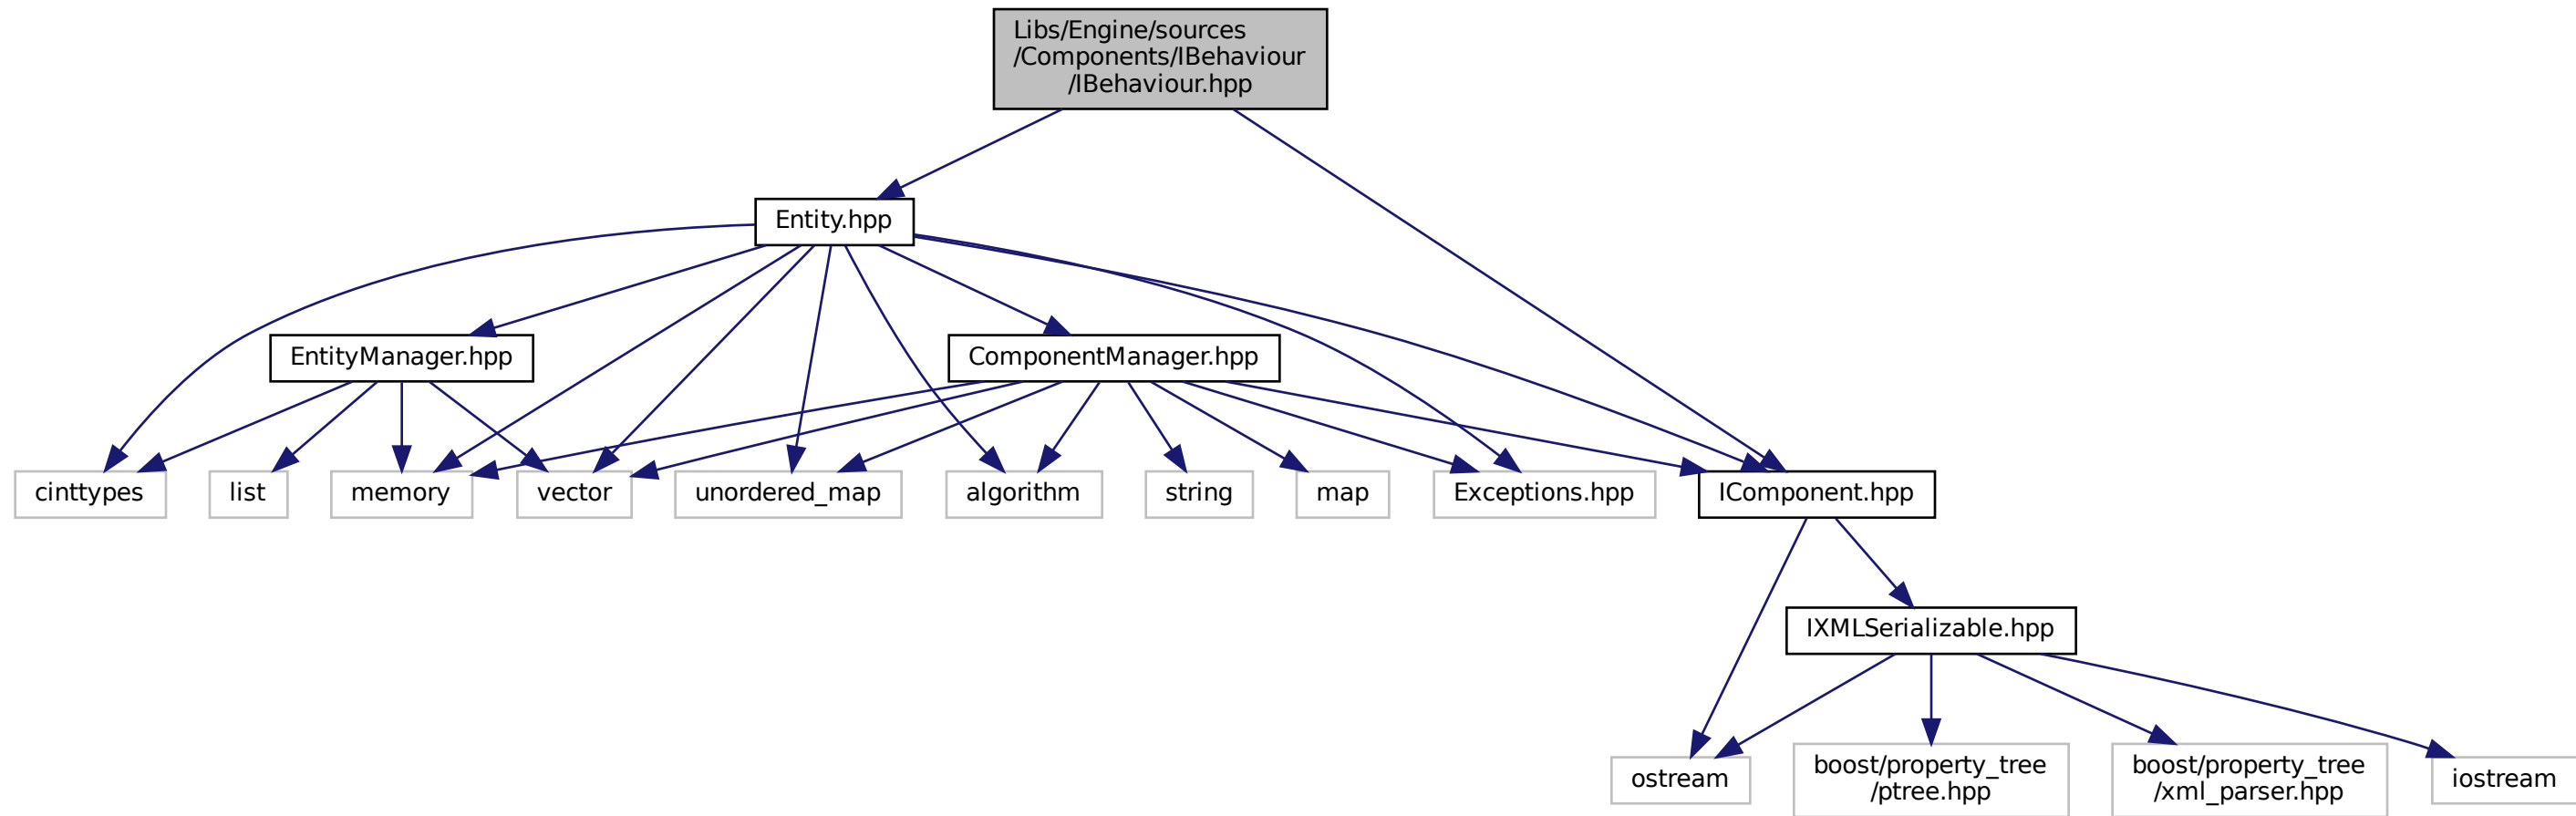 Libs/Engine/sources
/Components/IBehaviour
/IBehaviour.hpp
Entity.hpp
EntityManager.hpp
ComponentManager.hpp
cinttypes
list
memory
vector
unordered_map
algorithm
string
map
Exceptions.hpp
IComponent.hpp
IXMLSerializable.hpp
ostream
boost/property_tree
/ptree.hpp
boost/property_tree
/xml_parser.hpp
iostream